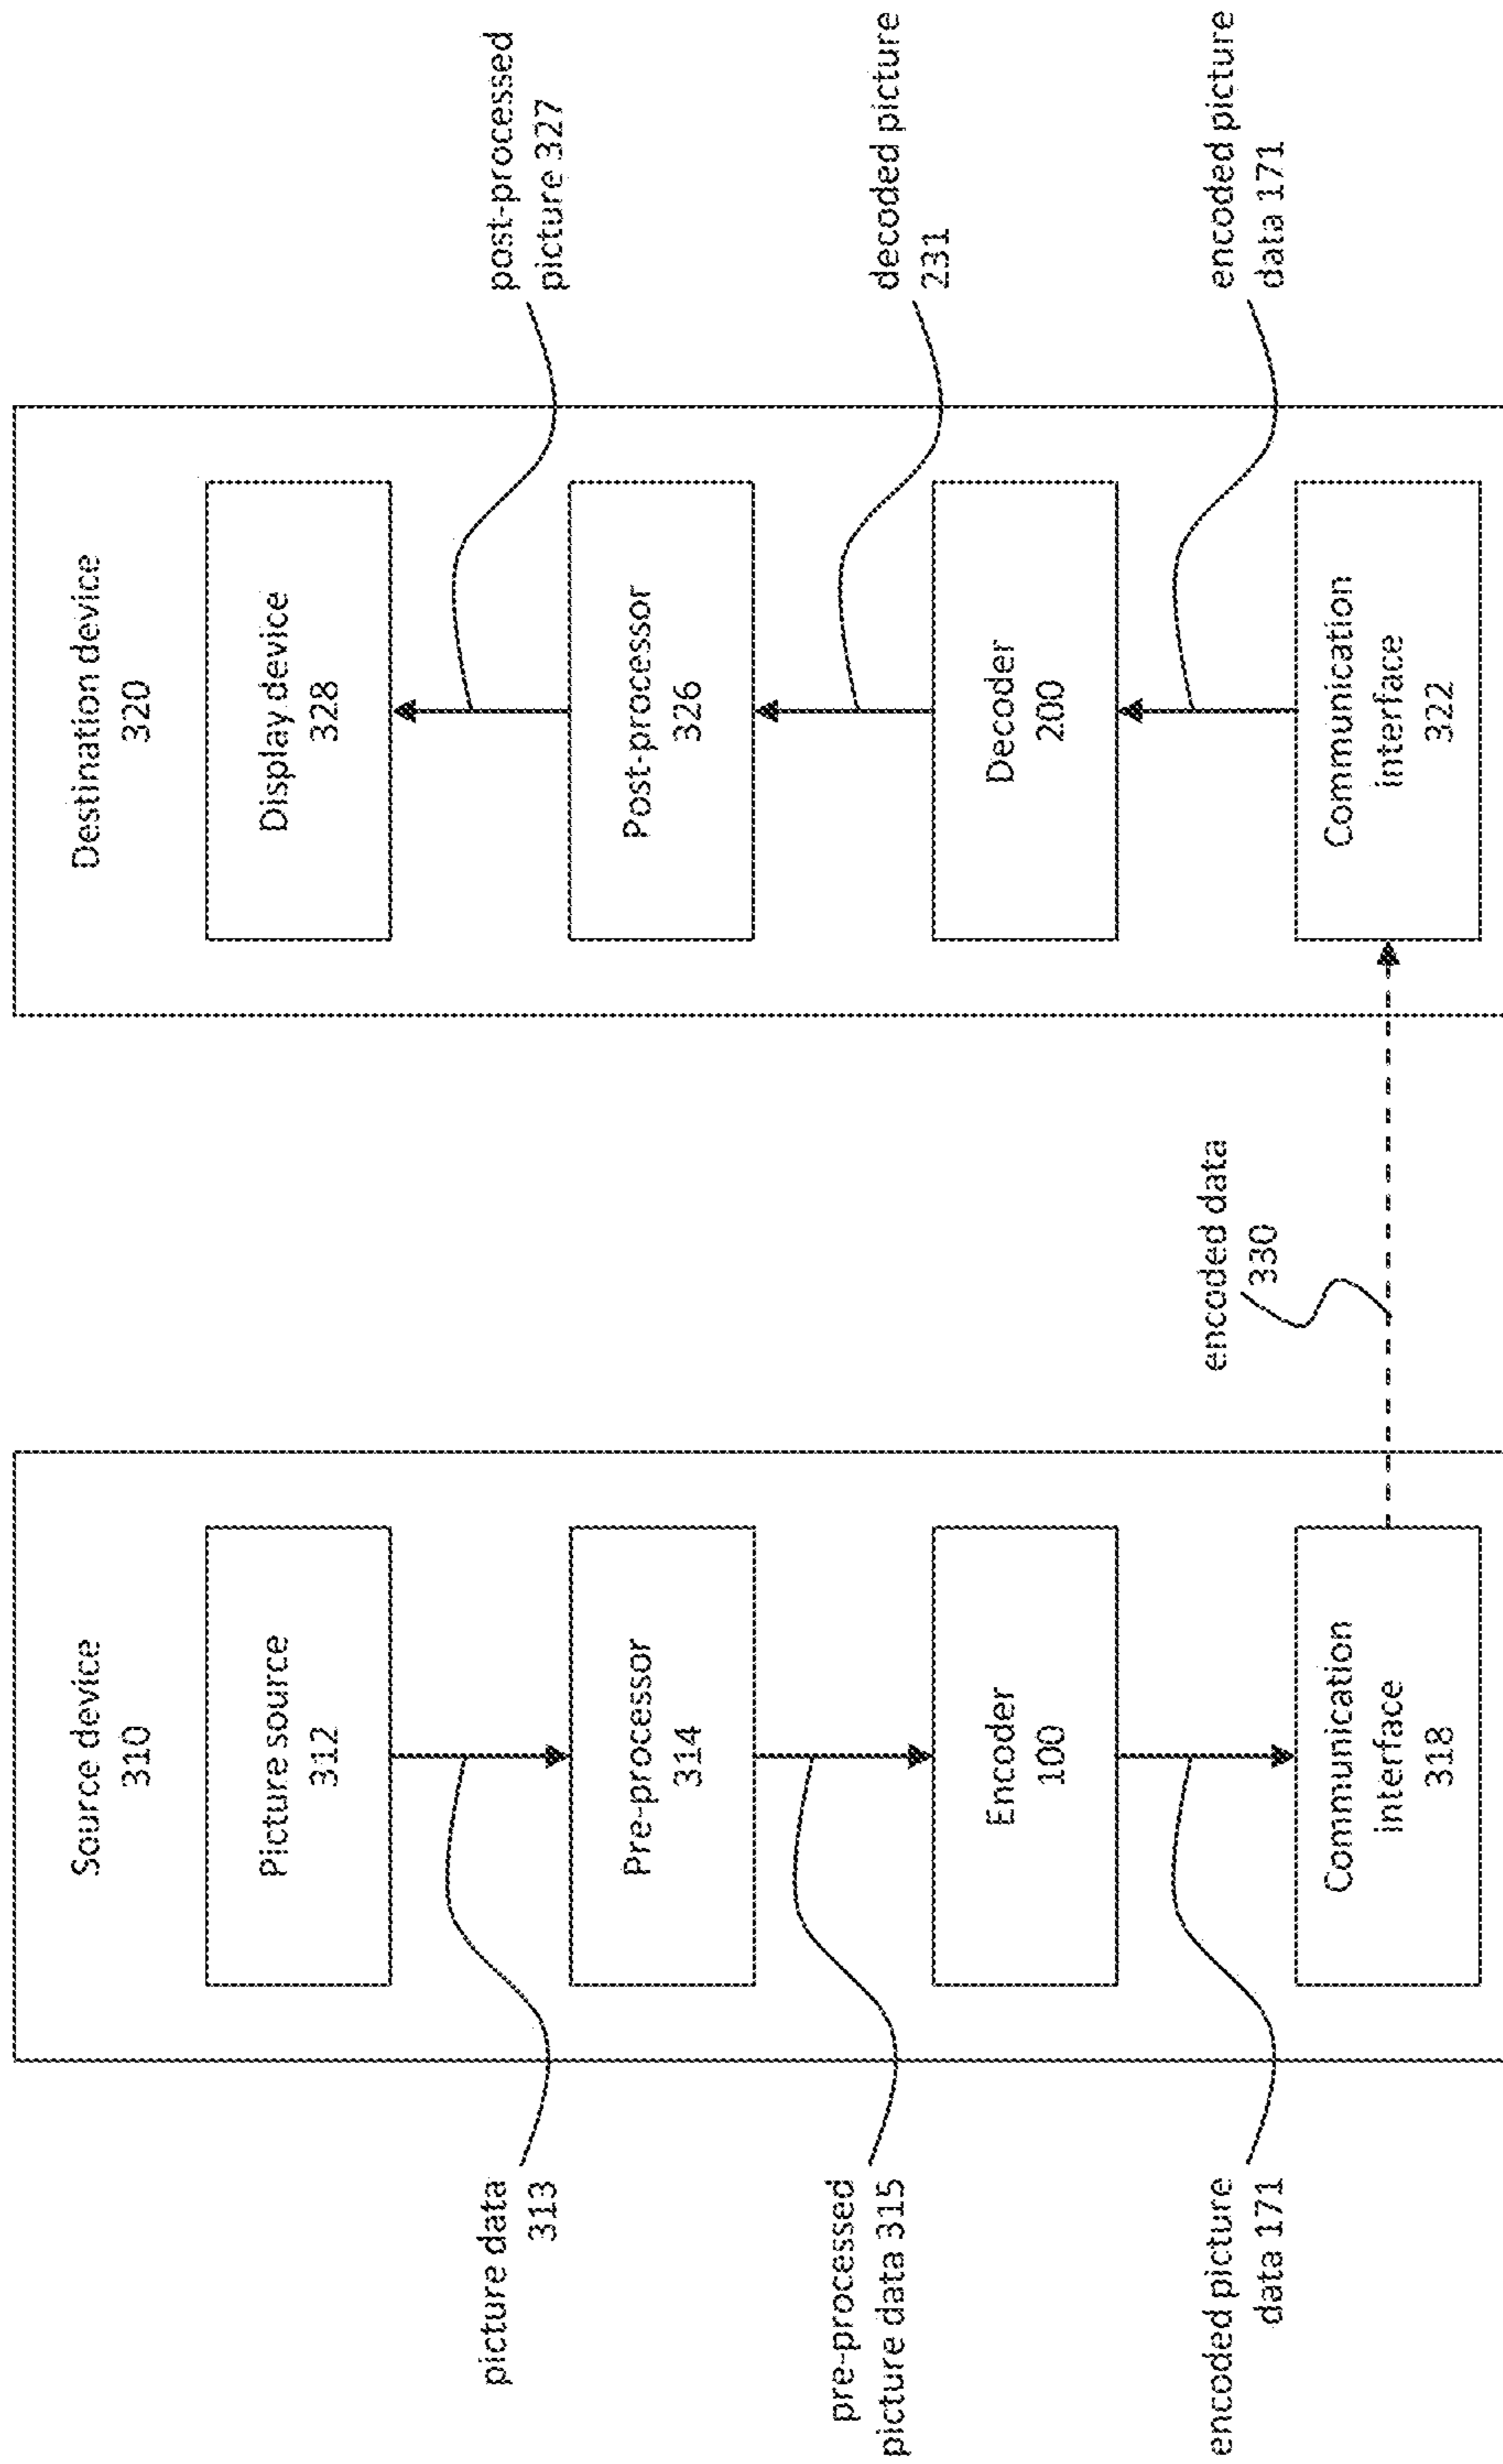 Source device
310
Picture source
312
picture data
313
Pre-processor
314
pre-processed
picture data 315
Encoder
100
encoded picture
data 171
Communication
interface
318
encoded data
330
Destination device
320
Display device
328
post-processed
picture 327
Post-processor
326
decoded picture
231
Decoder
200
encoded picture
data 171
Communication
interface
322